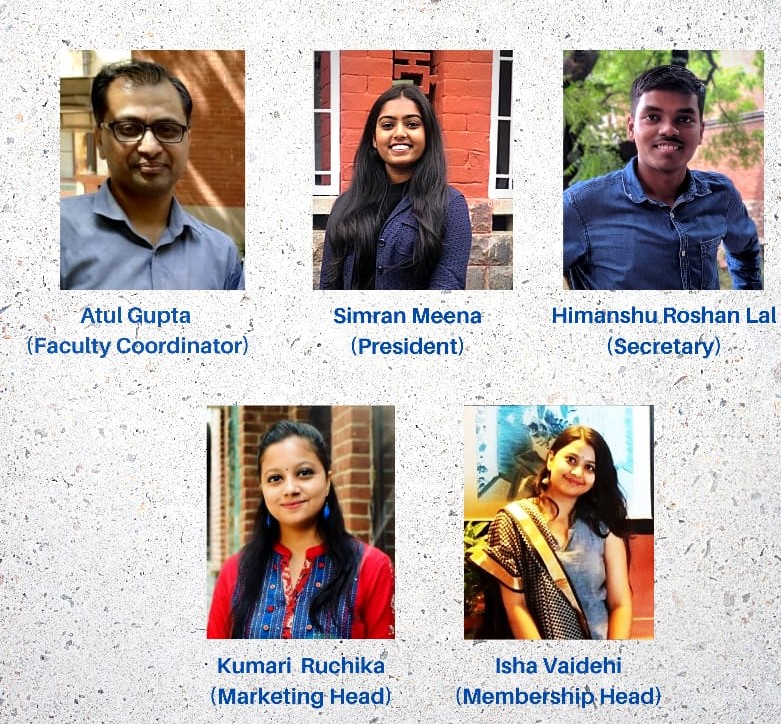 Atul Gupta
(Faculty Coordinator)
Simran Meena
(President)
Himanshu Roshan Lal
(Secretary)
Kumari Ruchika
(Marketing Head)
Isha Vaidehi
(Membership Head)